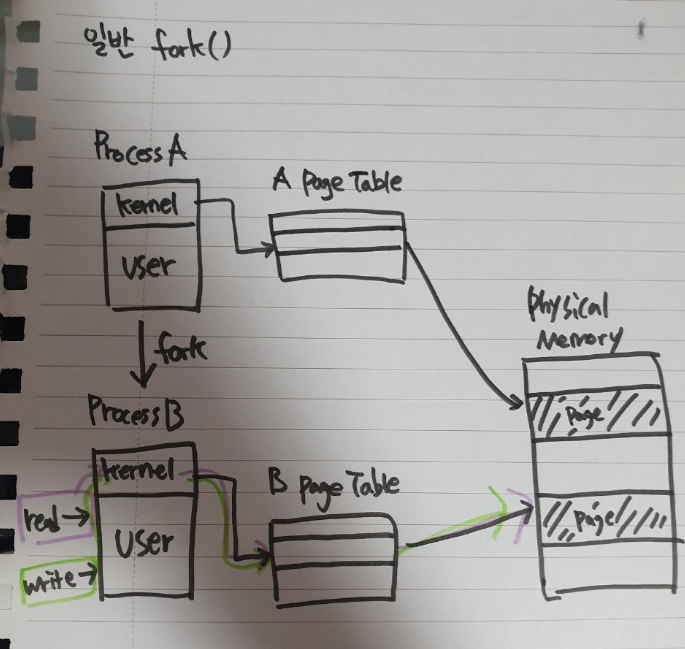 일반 fork()
Process A
A Page Table
kernel
user
fork
Physical
Memory
page
Process B
B Page Table
kernel
read →
user
page
write →